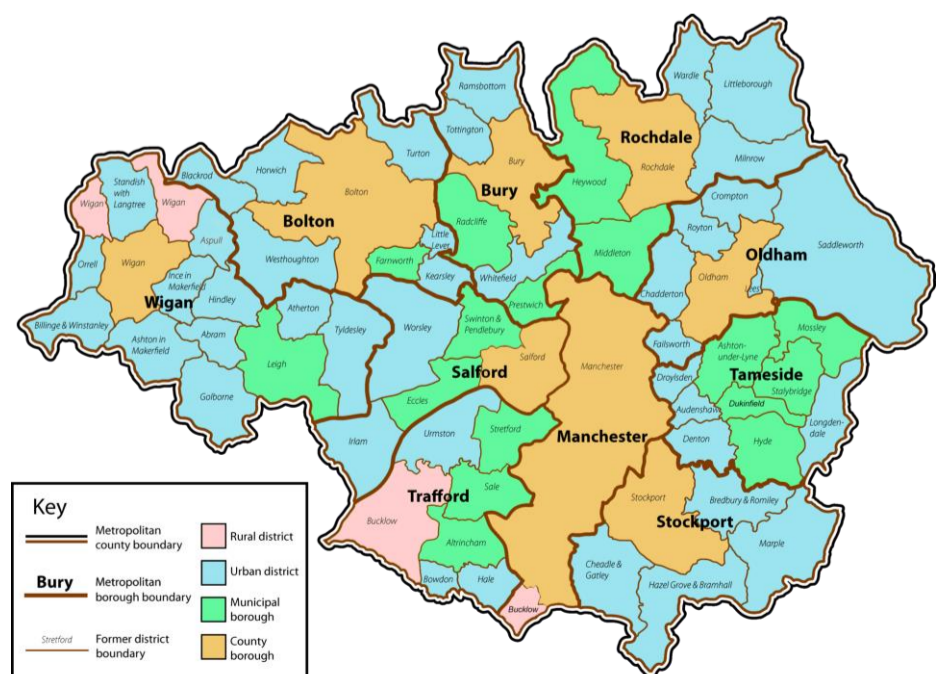 Ramsbottom
Wardle
Littleborough
Tottington
Turton
Bury
Rochdale
Rochdale
Milnrow
Horwich
Blackrod
Bolton
Bury
Heywood
Standish
with
Langtree
Wigan
Wigan
Radcliffe
Crompton
Bolton
Aspull
Little
Lever
Middleton
Royton
Saddleworth
Orrell
Wigan
Westhoughton
Farnworth
Kearsley
Whitefield
Oldham
Oldham
Lees
Ince in
Makerfield
Wigan
Hindley
Prestwich
Chadderton
Billinge & Winstanley
Atherton
Tyldesley
Worsley
Swinton &
Pendlebury
Mossley
Ashton in
Makerfield
Abram
Failsworth
Ashton-
under-Lyne
Leigh
Salford
Salford
Manchester
Droylsden
Tameside
Stalybridge
Golborne
Eccles
Dukinfield
Audenshaw
Longden-
dale
Irlam
Urmston
Stretford
Manchester
Denton
Hyde
Trafford
Sale
Stockport
Bredbury & Romiley
Stockport
Bucklow
Altrincham
Marple
Cheadle &
Gatley
Bowdon
Hale
Hazel Grove & Bramhall
Bucklow
Key
Metropolitan
county boundary
Bury
Metropolitan
borough boundary
Stretford
Former district
boundary
Rural district
Urban district
Municipal
borough
County
borough